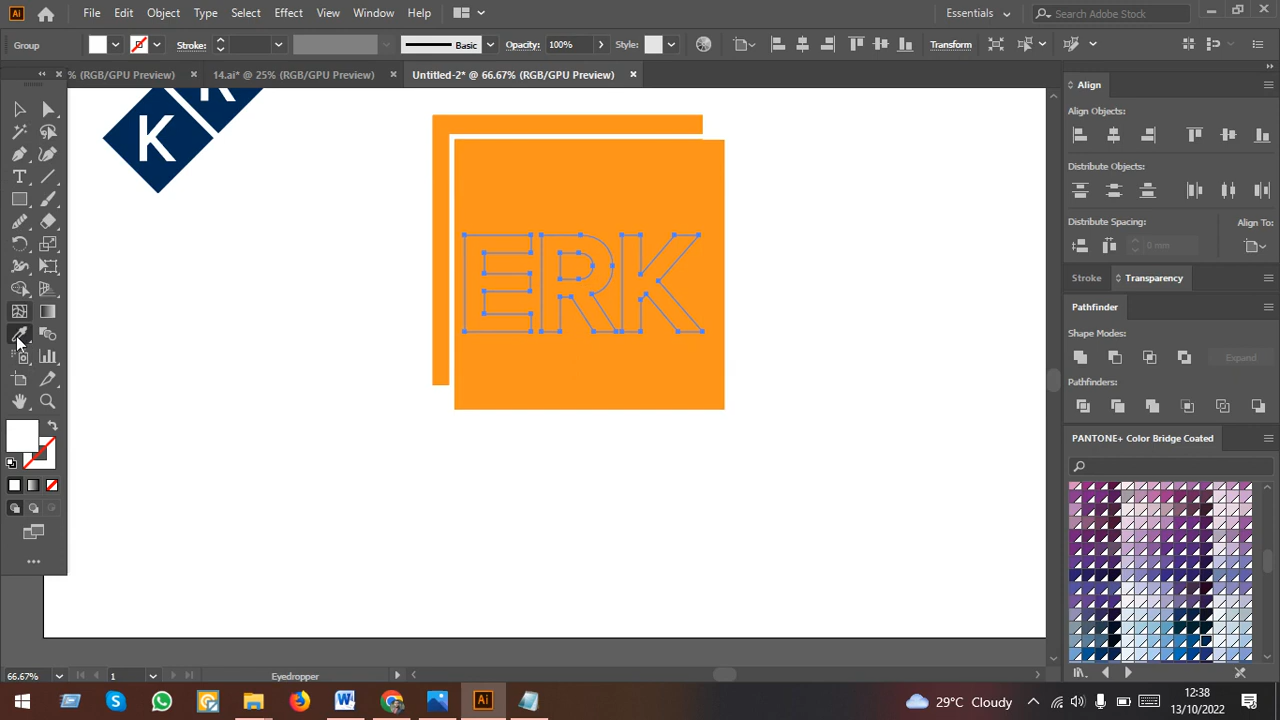 Ai File Edit Object Type Select Effect View Window Help Essentials Search Adobe Stock
Group Stroke: Basic Opacity: 100% Style: Transform
% (RGB/GPU Preview) 14.ai* @ 25% (RGB/GPU Preview) Untitled-2* @ 66.67% (RGB/GPU Preview)
K
ERK
Align
Align Objects:
Distribute Objects:
Distribute Spacing: Align To:
0 mm
Stroke Transparency
Pathfinder
Shape Modes:
Expand
Pathfinders:
PANTONE+ Color Bridge Coated
66.67% 1 Eyedropper
Ai 29°C Cloudy 12:38
13/10/2022